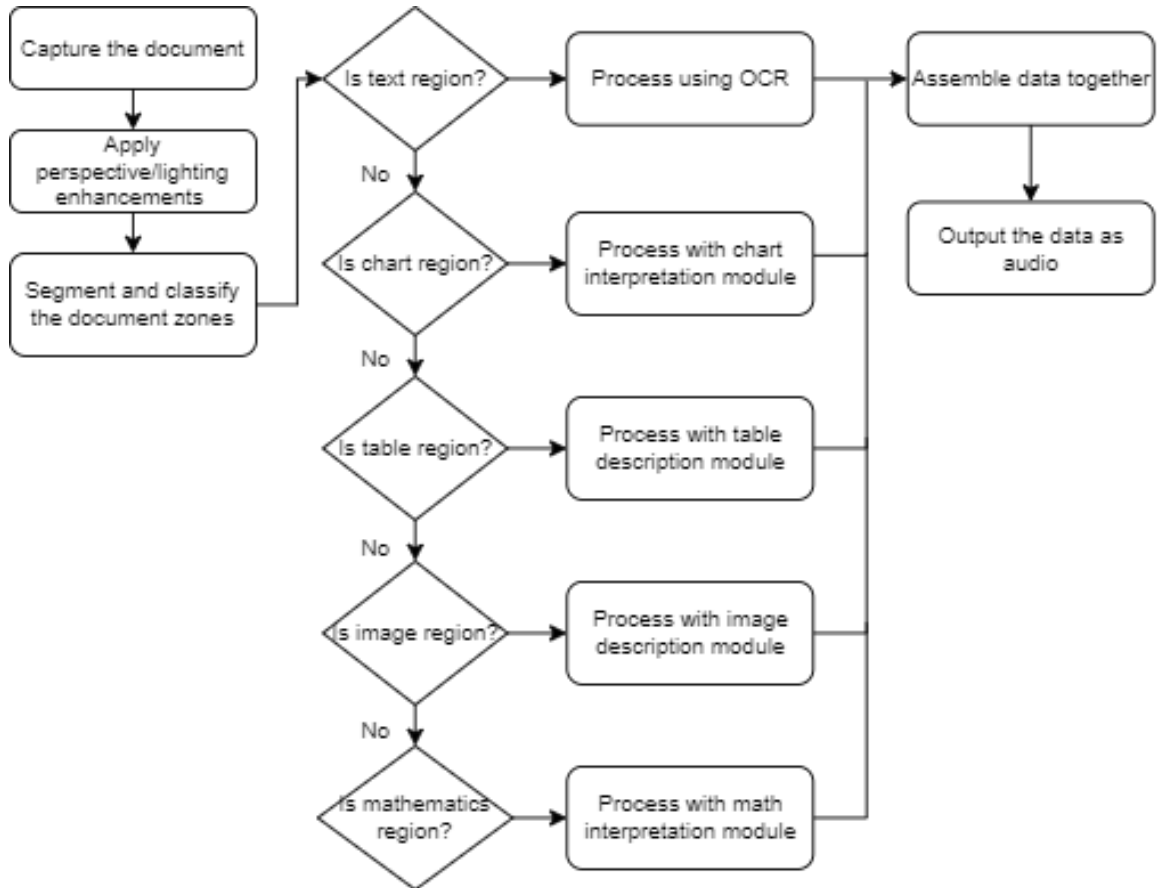 Capture the document
Apply
perspective/lighting
enhancements
Segment and classify
the document zones
Is text region?
Process using OCR
Assemble data together
Output the data as
audio
No
Is chart region?
Process with chart
interpretation module
No
Is table region?
Process with table
description module
No
Is image region?
Process with image
description module
No
Is mathematics
region?
Process with math
interpretation module